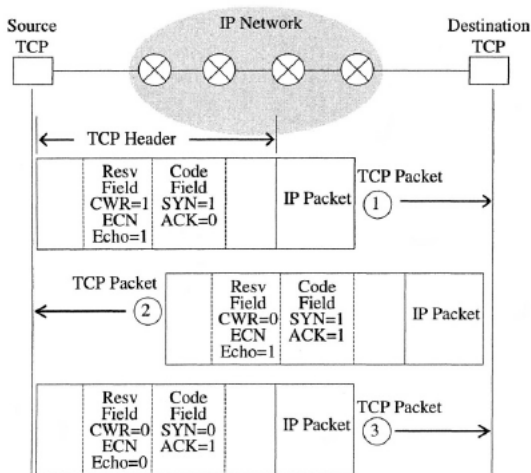 Source
TCP
IP Network
Destination
TCP
TCP Header
Resv
Field
CWR=1
ECN
Echo=1
Code
Field
SYN=1
ACK=0
IP Packet
TCP Packet
1
TCP Packet
2
Resv
Field
CWR=0
ECN
Echo=1
Code
Field
SYN=1
ACK=1
IP Packet
Resv
Field
CWR=0
ECN
Echo=0
Code
Field
SYN=0
ACK=1
IP Packet
TCP Packet
3